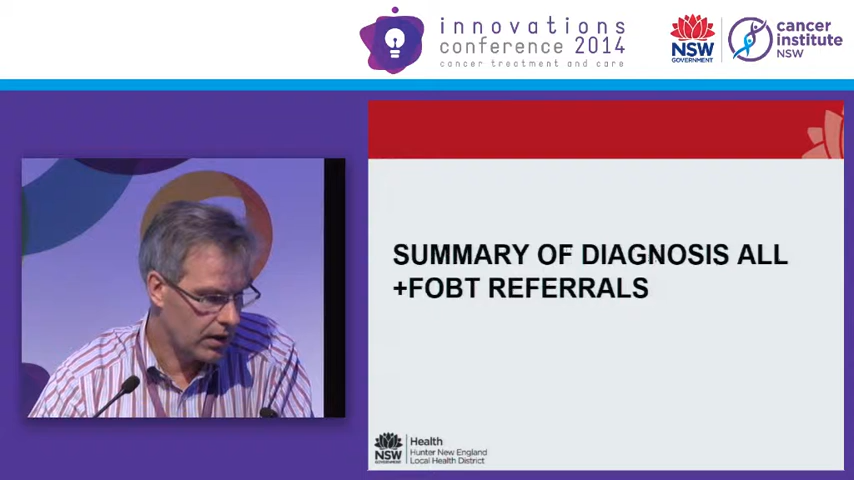 innovations
conference 2014
cancer treatment and care
NSW
GOVERNMENT
cancer
institute
NSW
SUMMARY OF DIAGNOSIS ALL
+FOBT REFERRALS
NSW
GOVERNMENT
Health
Hunter New England
Local Health District